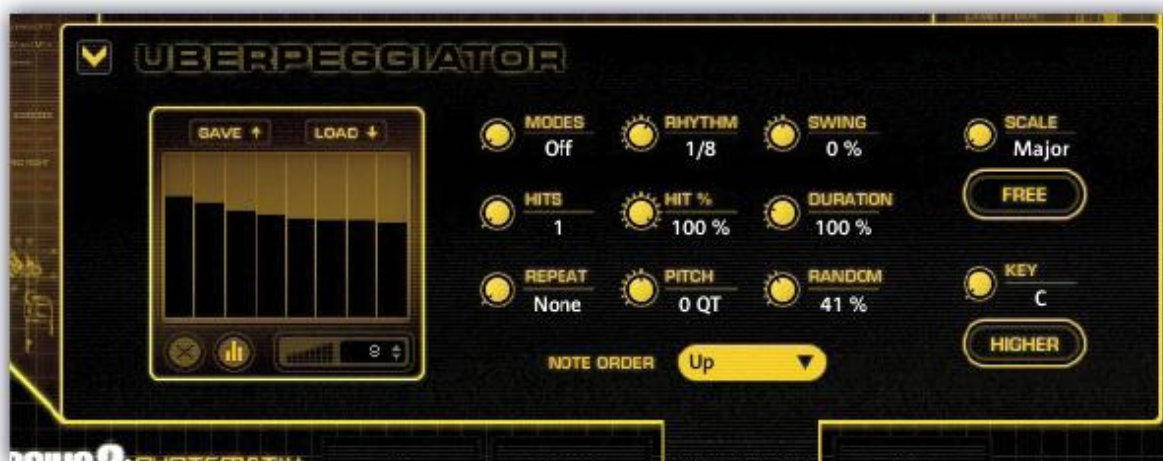 UBERPEGGIATOR
SAVE ↑ LOAD ↓
8
MODES RHYTHM SWING
Off 1/8 0 %
HITS HIT % DURATION
1 100 % 100 %
REPEAT PITCH RANDOM
None 0 QT 41 %
NOTE ORDER Up
SCALE
Major
FREE
KEY
C
HIGHER